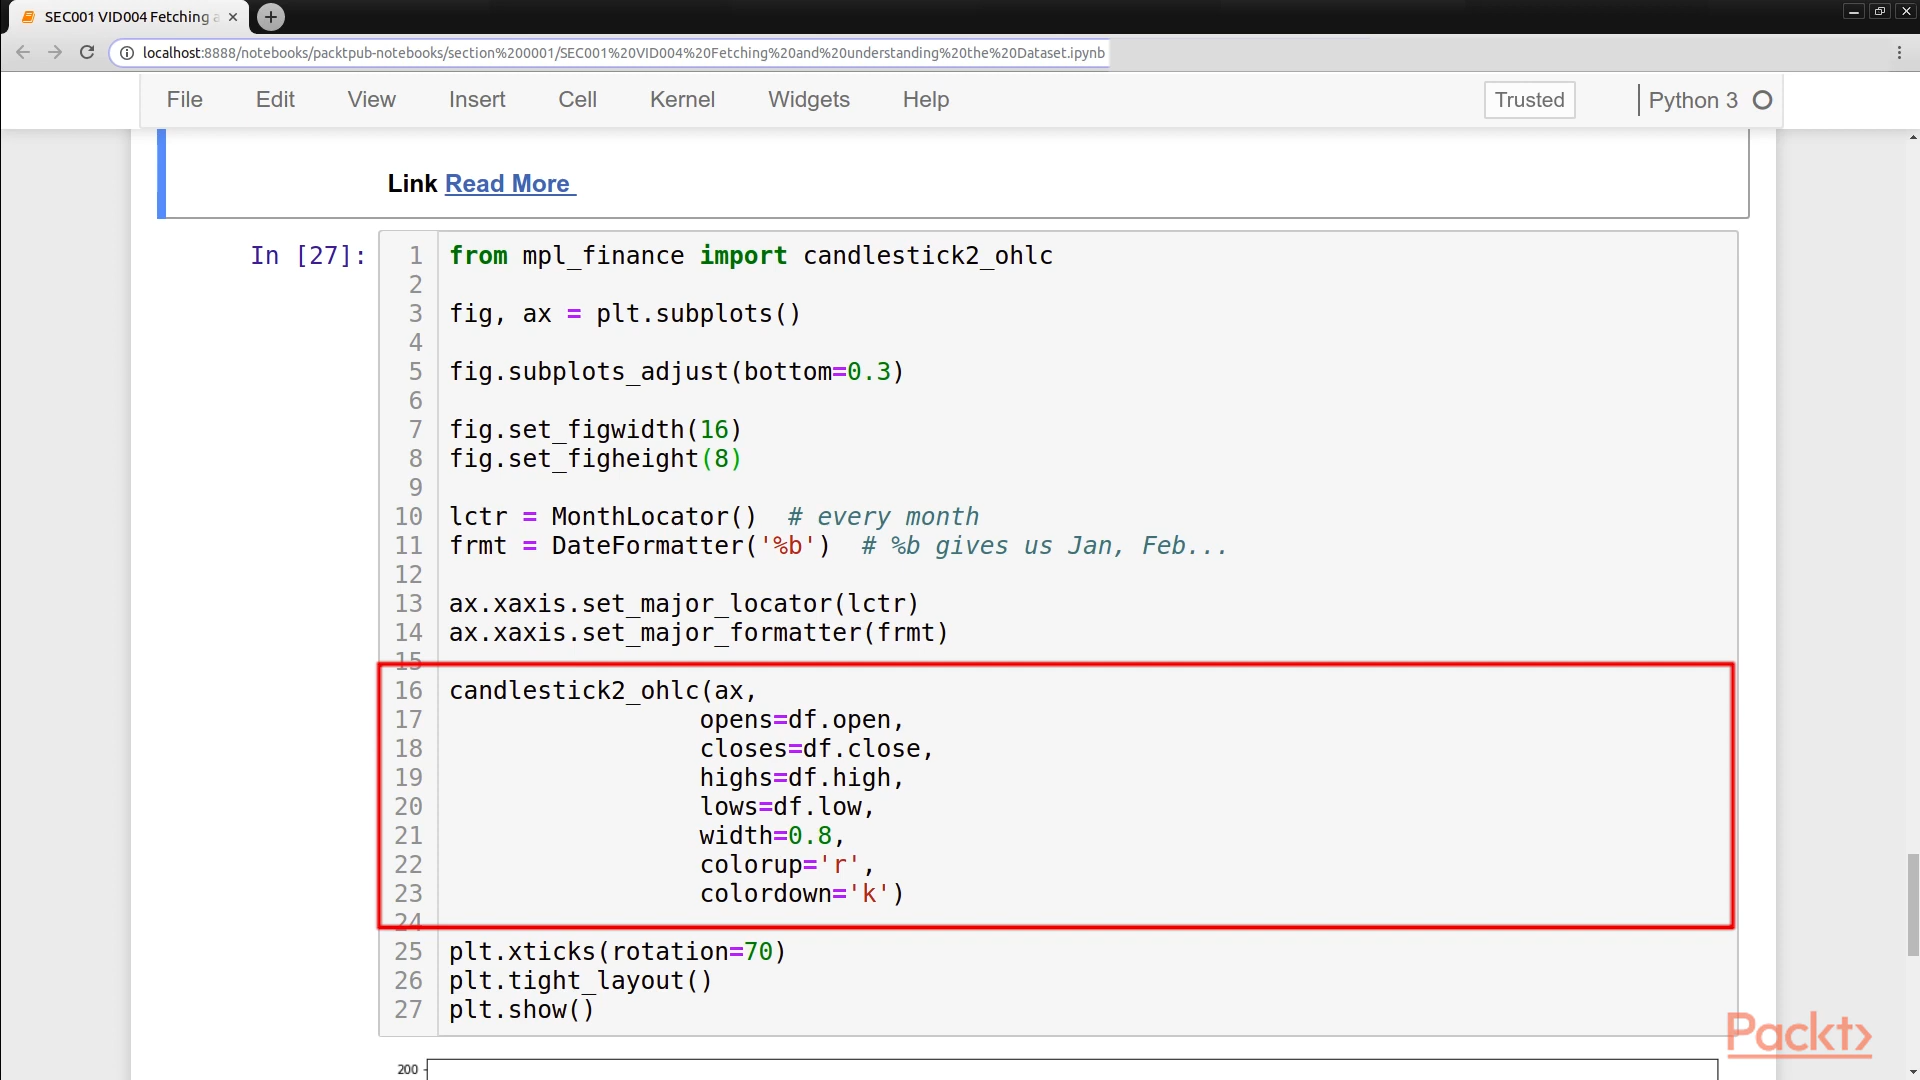 SEC001 VID004 Fetching a
localhost:8888/notebooks/packtpub-notebooks/section%200001/SEC001%20VID004%20Fetching%20and%20understanding%20the%20Dataset.ipynb
File Edit View Insert Cell Kernel Widgets Help Trusted Python 3
Link Read More
In [27]:
1 from mpl_finance import candlestick2_ohlc
2
3 fig, ax = plt.subplots()
4
5 fig.subplots_adjust(bottom=0.3)
6
7 fig.set_figwidth(16)
8 fig.set_figheight(8)
9
10 lctr = MonthLocator()  # every month
11 frmt = DateFormatter('%b')  # %b gives us Jan, Feb...
12
13 ax.xaxis.set_major_locator(lctr)
14 ax.xaxis.set_major_formatter(frmt)
15
16 candlestick2_ohlc(ax,
17 opens=df.open,
18 closes=df.close,
19 highs=df.high,
20 lows=df.low,
21 width=0.8,
22 colorup='r',
23 colordown='k')
24
25 plt.xticks(rotation=70)
26 plt.tight_layout()
27 plt.show()
Packt
200